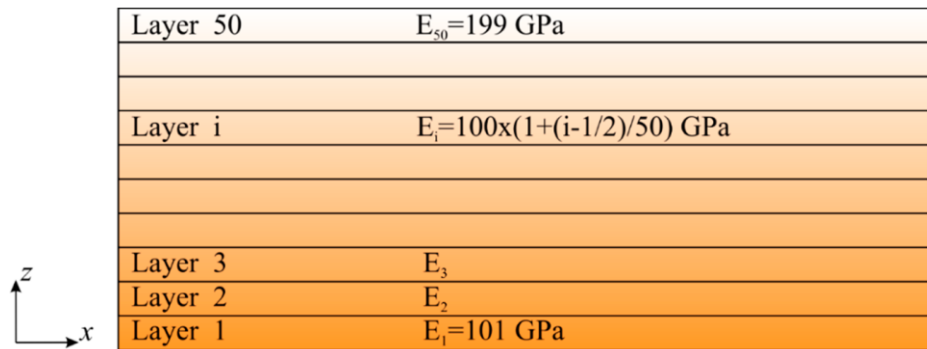 Layer 50 E₅₀=199 GPa
Layer i Eᵢ=100x(1+(i-1/2)/50) GPa
Layer 3 E₃
Layer 2 E₂
Layer 1 E₁=101 GPa
z
x